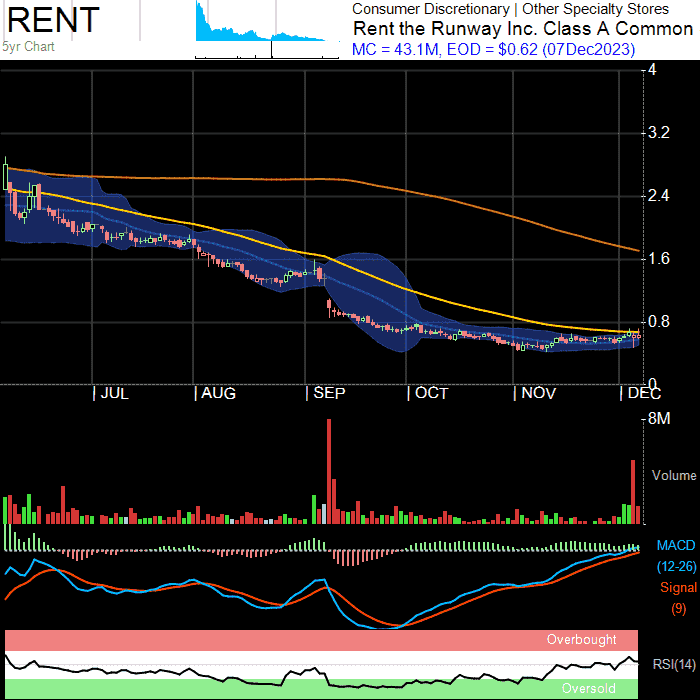 RENT
5yr Chart
Consumer Discretionary | Other Specialty Stores
Rent the Runway Inc. Class A Common
MC = 43.1M, EOD = $0.62 (07Dec2023)
4
3.2
2.4
1.6
0.8
0
| JUL | AUG | SEP | OCT | NOV | DEC
8M
Volume
MACD
(12-26)
Signal
(9)
Overbought
RSI(14)
Oversold